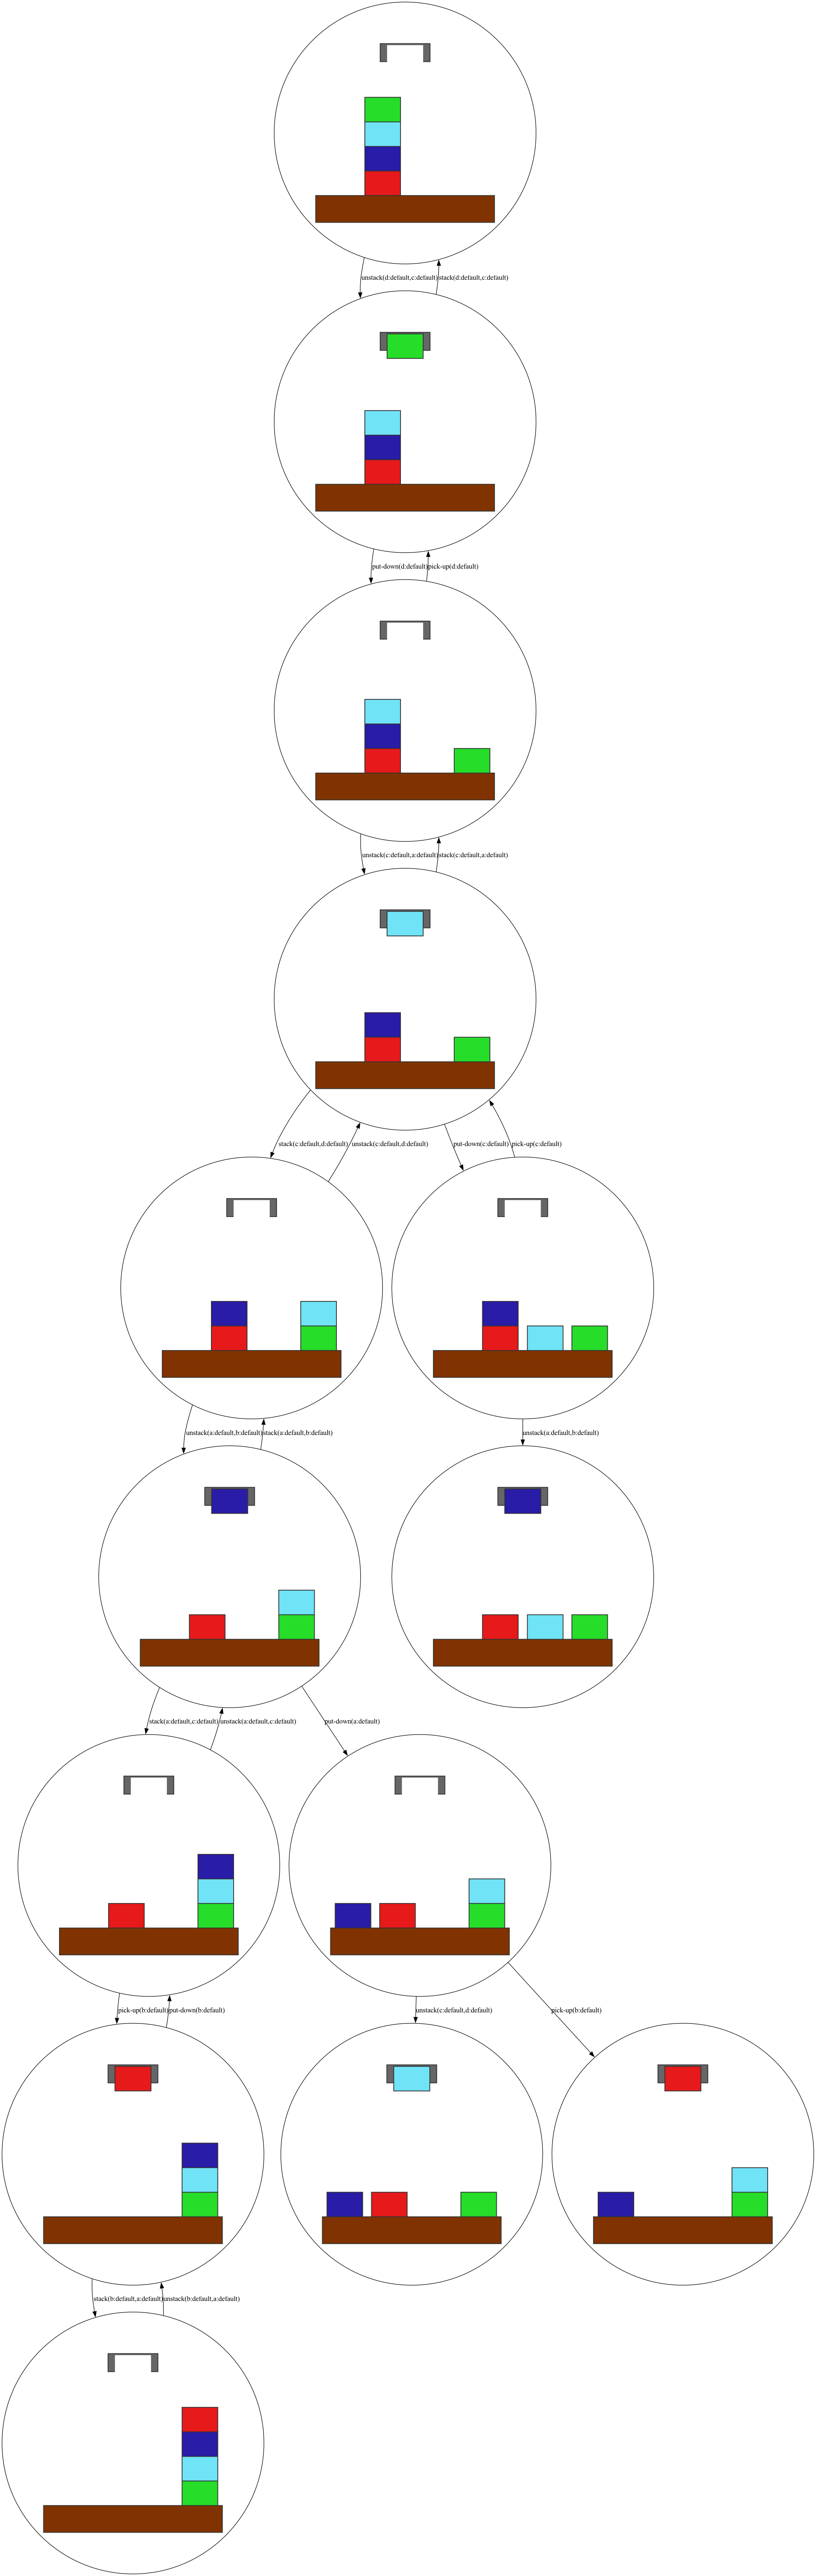 unstack(d:default,c:default) stack(d:default,c:default)
put-down(d:default) pick-up(d:default)
unstack(c:default,a:default) stack(c:default,a:default)
stack(c:default,d:default) unstack(c:default,d:default) put-down(c:default) pick-up(c:default)
unstack(a:default,b:default) stack(a:default,b:default) unstack(a:default,b:default)
stack(a:default,c:default) unstack(a:default,c:default) put-down(a:default)
pick-up(b:default) put-down(b:default) unstack(c:default,d:default) pick-up(b:default)
stack(b:default,a:default) unstack(b:default,a:default)